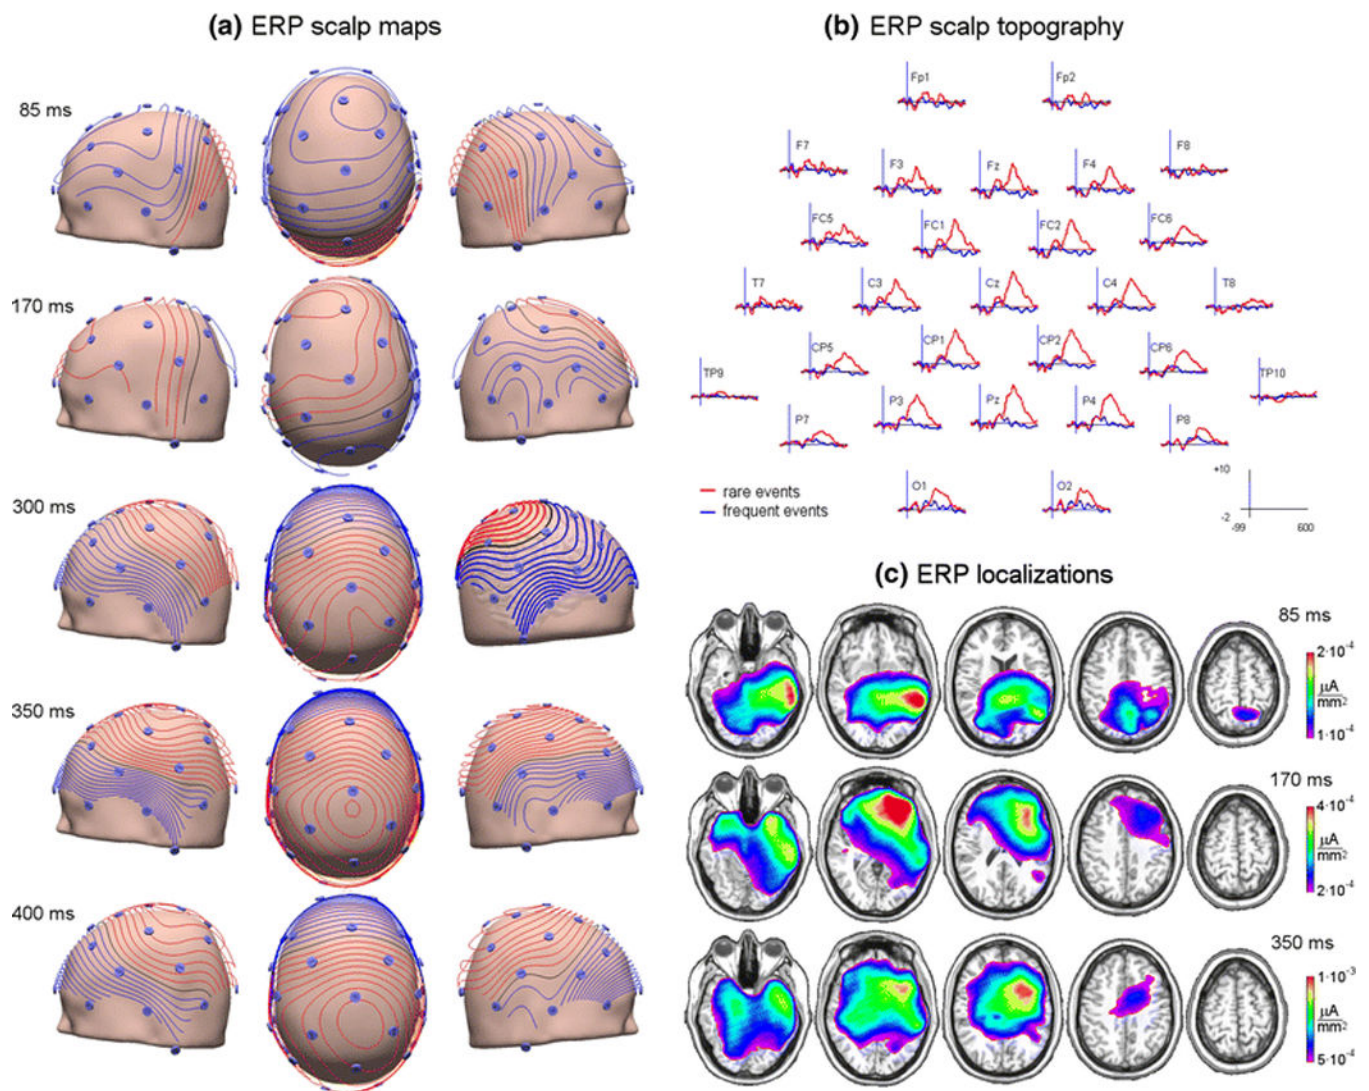 (a) ERP scalp maps
85 ms
170 ms
300 ms
350 ms
400 ms
(b) ERP scalp topography
Fp1 Fp2
F7 F3 Fz F4 F8
FC5 FC1 FC2 FC6
T7 C3 Cz C4 T8
CP5 CP1 CP2 CP6
TP9 TP10
P7 P3 Pz P4 P8
O1 O2
rare events
frequent events
+10
-2
-99 600
(c) ERP localizations
85 ms
2·10⁻⁴
µA
mm²
1·10⁻⁴
170 ms
4·10⁻⁴
µA
mm²
2·10⁻⁴
350 ms
1·10⁻³
µA
mm²
5·10⁻⁴